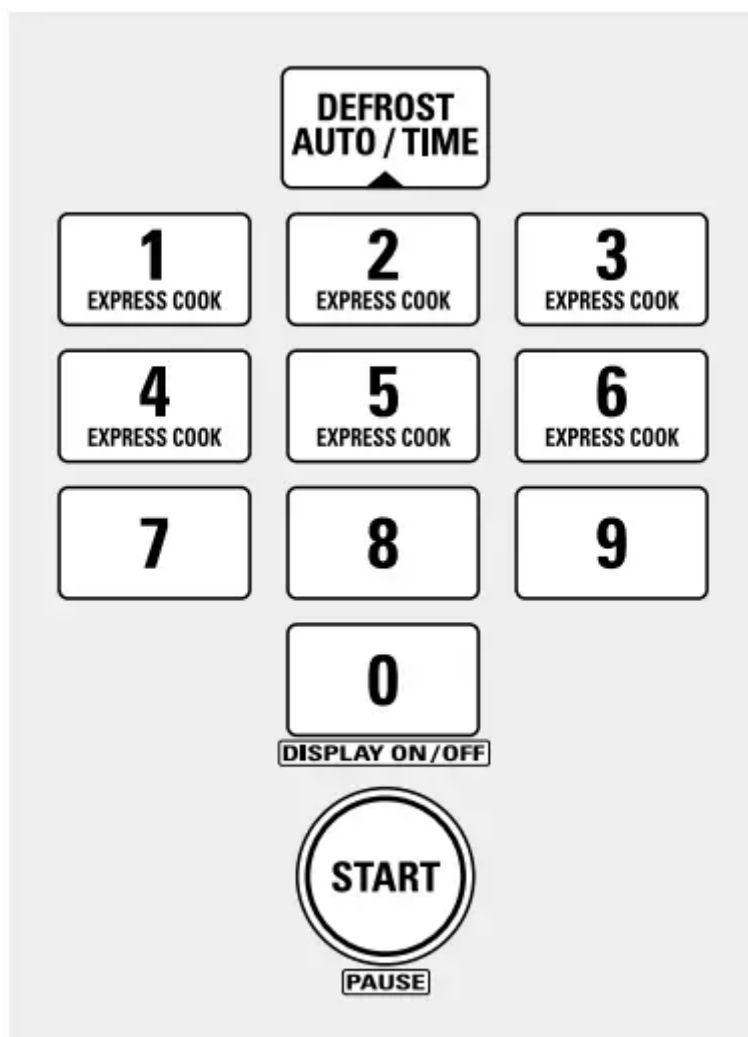 DEFROST
AUTO / TIME
1
EXPRESS COOK
2
EXPRESS COOK
3
EXPRESS COOK
4
EXPRESS COOK
5
EXPRESS COOK
6
EXPRESS COOK
7
8
9
0
DISPLAY ON/OFF
START
PAUSE